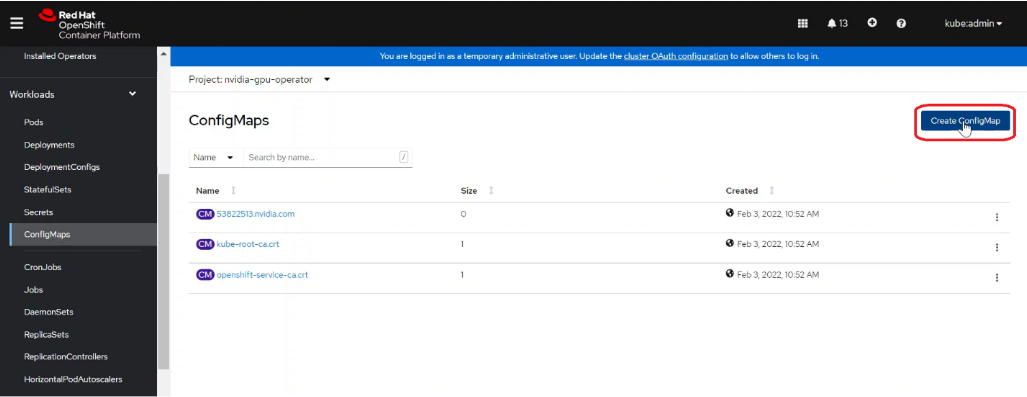 Red Hat
OpenShift
Container Platform
13
kube:admin
Installed Operators
Workloads
Pods
Deployments
DeploymentConfigs
StatefulSets
Secrets
ConfigMaps
CronJobs
Jobs
DaemonSets
ReplicaSets
ReplicationControllers
HorizontalPodAutoscalers
You are logged in as a temporary administrative user. Update the cluster OAuth configuration to allow others to log in.
Project: nvidia-gpu-operator
ConfigMaps
Create ConfigMap
Name Search by name... /
Name Size Created
CM 53822513.nvidia.com 0 Feb 3, 2022, 10:52 AM
CM kube-root-ca.crt 1 Feb 3, 2022, 10:52 AM
CM openshift-service-ca.crt 1 Feb 3, 2022, 10:52 AM